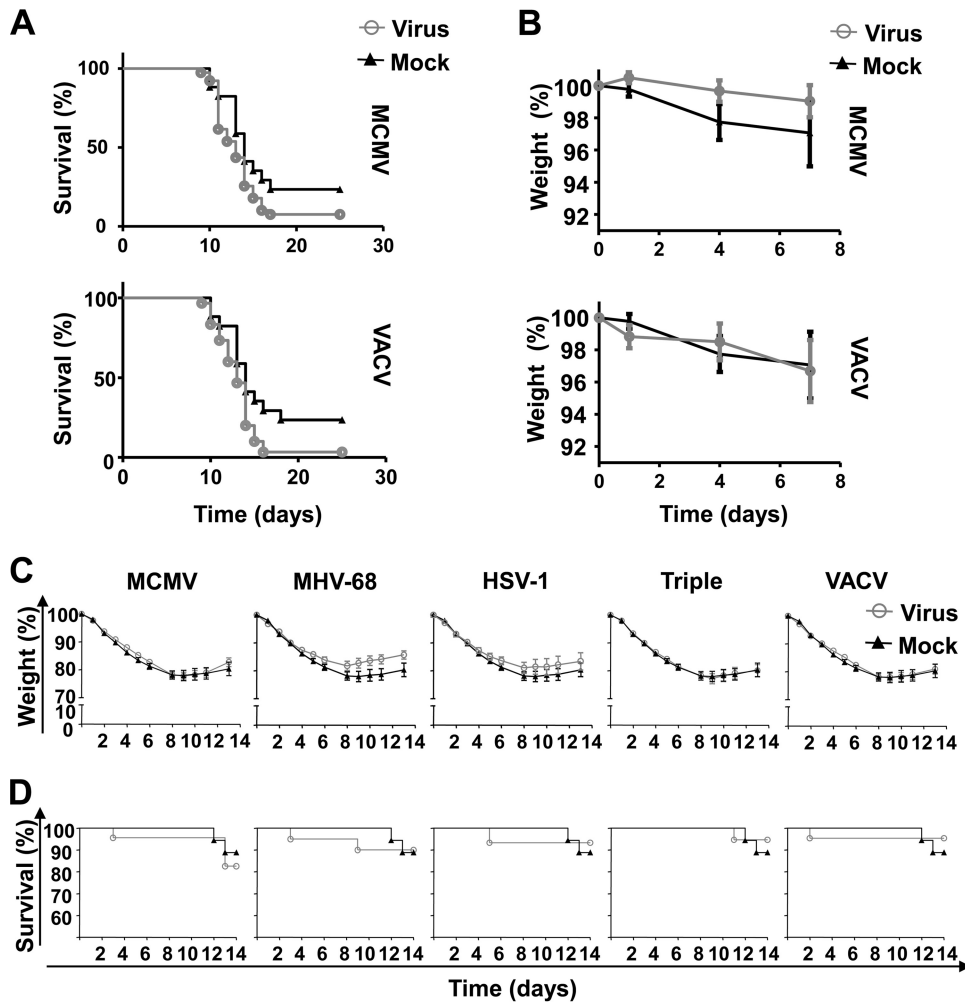 A
Virus
Mock
B
Virus
Mock
Survival (%)
100
50
0
0 10 20 30
MCMV
Weight (%)
100
98
96
94
92
0 2 4 6 8
MCMV
Survival (%)
100
50
0
0 10 20 30
VACV
Time (days)
Weight (%)
100
98
96
94
92
0 2 4 6 8
VACV
Time (days)
C
MCMV MHV-68 HSV-1 Triple VACV
Virus
Mock
Weight (%)
100
90
80
70
10
0
2 4 6 8 10 12 14 2 4 6 8 10 12 14 2 4 6 8 10 12 14 2 4 6 8 10 12 14 2 4 6 8 10 12 14
D
Survival (%)
100
90
80
70
60
2 4 6 8 10 12 14 2 4 6 8 10 12 14 2 4 6 8 10 12 14 2 4 6 8 10 12 14 2 4 6 8 10 12 14
Time (days)